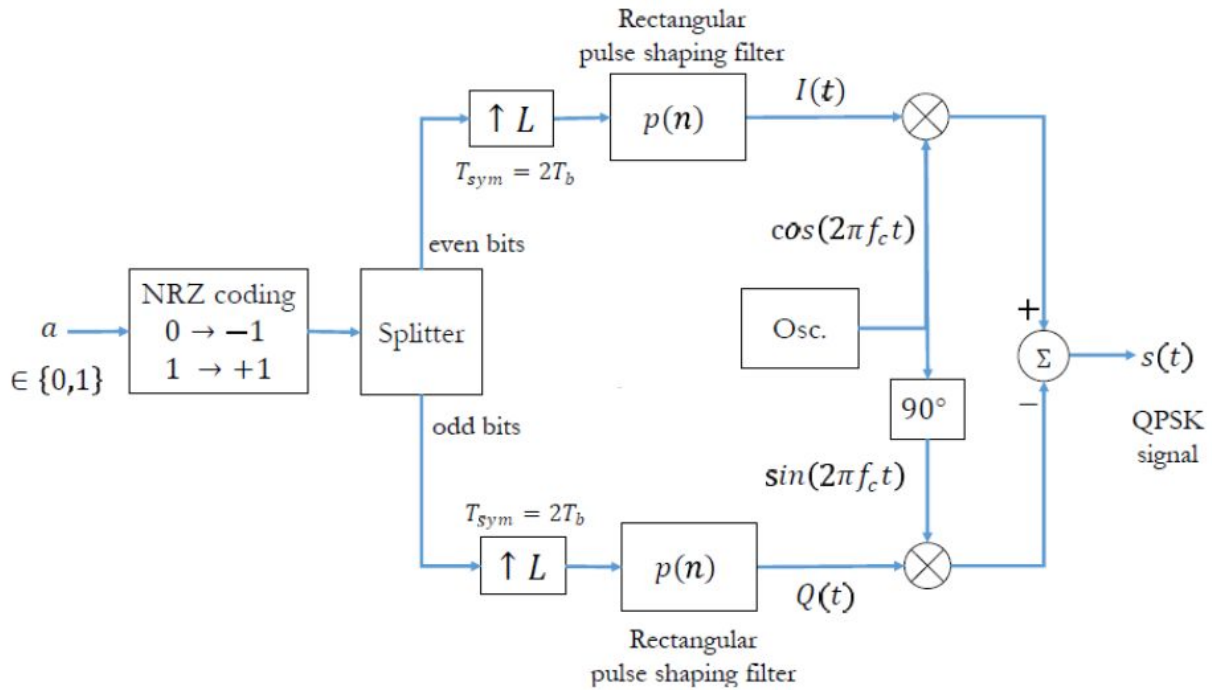 Rectangular
pulse shaping filter
↑ L
p(n)
I(t)
T_sym = 2T_b
cos(2πf_c t)
even bits
NRZ coding
0 → −1
1 → +1
a
∈ {0,1}
Splitter
Osc.
+
Σ
s(t)
−
90°
QPSK
signal
odd bits
sin(2πf_c t)
T_sym = 2T_b
↑ L
p(n)
Q(t)
Rectangular
pulse shaping filter